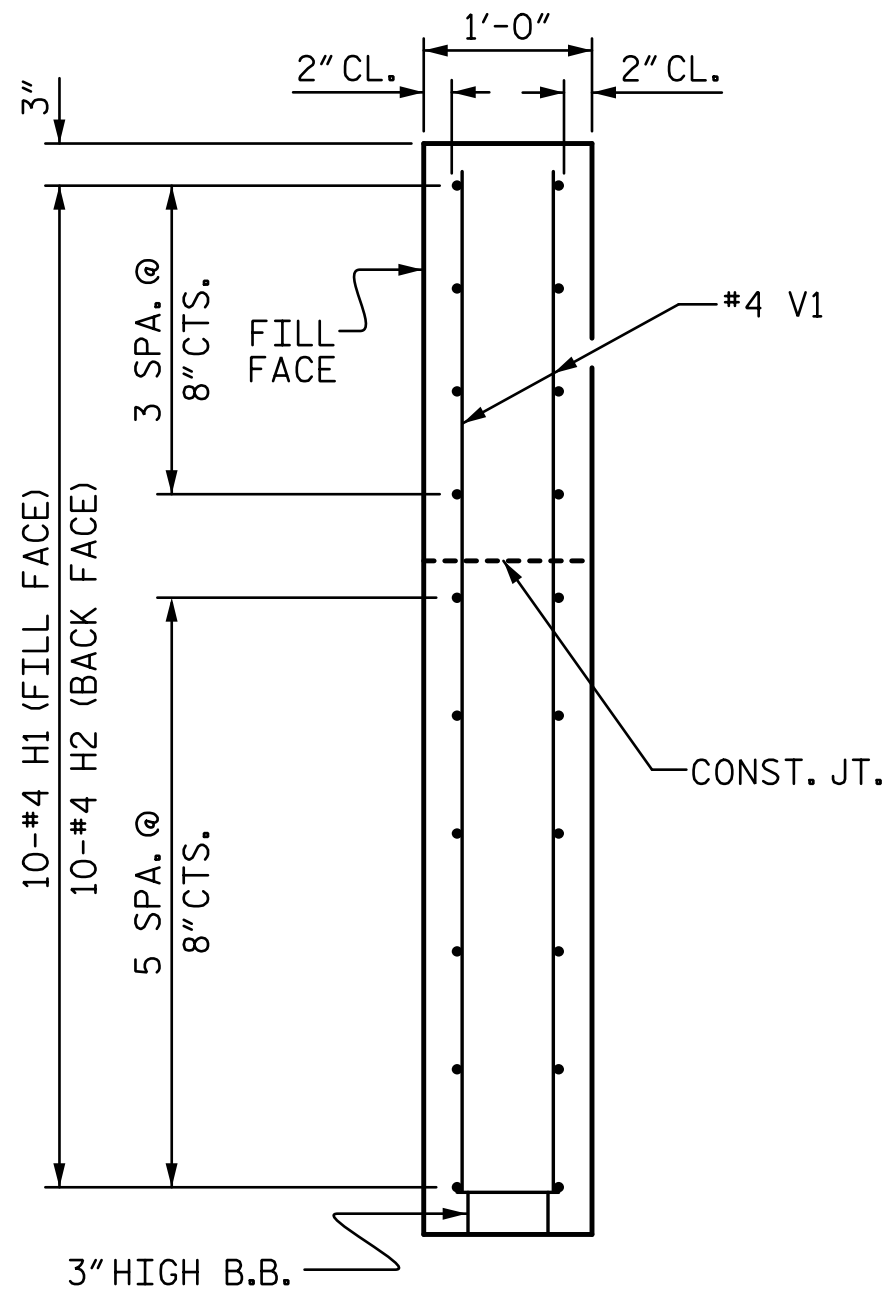 1'-0"
2" CL.
2" CL.
3"
3 SPA. @
8" CTS.
FILL
FACE
#4 V1
10-#4 H1 (FILL FACE)
10-#4 H2 (BACK FACE)
CONST. JT.
5 SPA. @
8" CTS.
3" HIGH B.B.